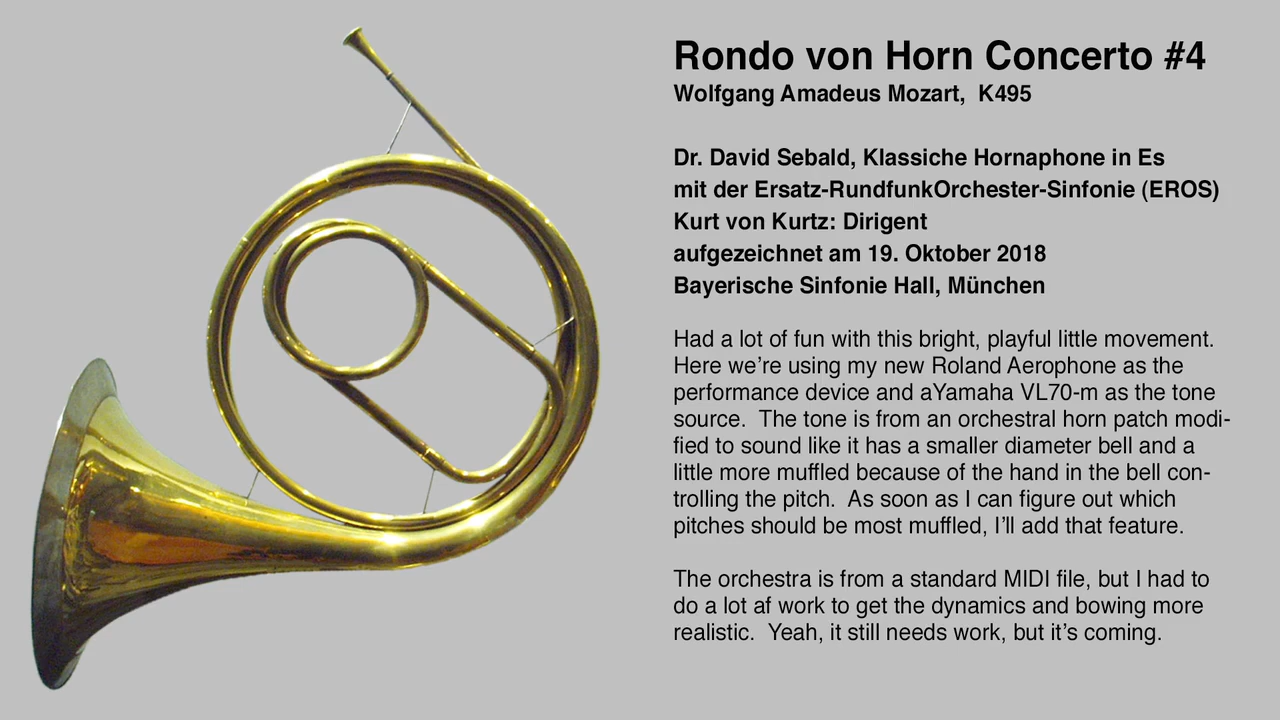 Rondo von Horn Concerto #4
Wolfgang Amadeus Mozart,  K495
Dr. David Sebald, Klassiche Hornaphone in Es
mit der Ersatz-RundfunkOrchester-Sinfonie (EROS)
Kurt von Kurtz: Dirigent
aufgezeichnet am 19. Oktober 2018
Bayerische Sinfonie Hall, München
Had a lot of fun with this bright, playful little movement.
Here we’re using my new Roland Aerophone as the
performance device and aYamaha VL70-m as the tone
source.  The tone is from an orchestral horn patch modi-
fied to sound like it has a smaller diameter bell and a
little more muffled because of the hand in the bell con-
trolling the pitch.  As soon as I can figure out which
pitches should be most muffled, I’ll add that feature.
The orchestra is from a standard MIDI file, but I had to
do a lot af work to get the dynamics and bowing more
realistic.  Yeah, it still needs work, but it’s coming.